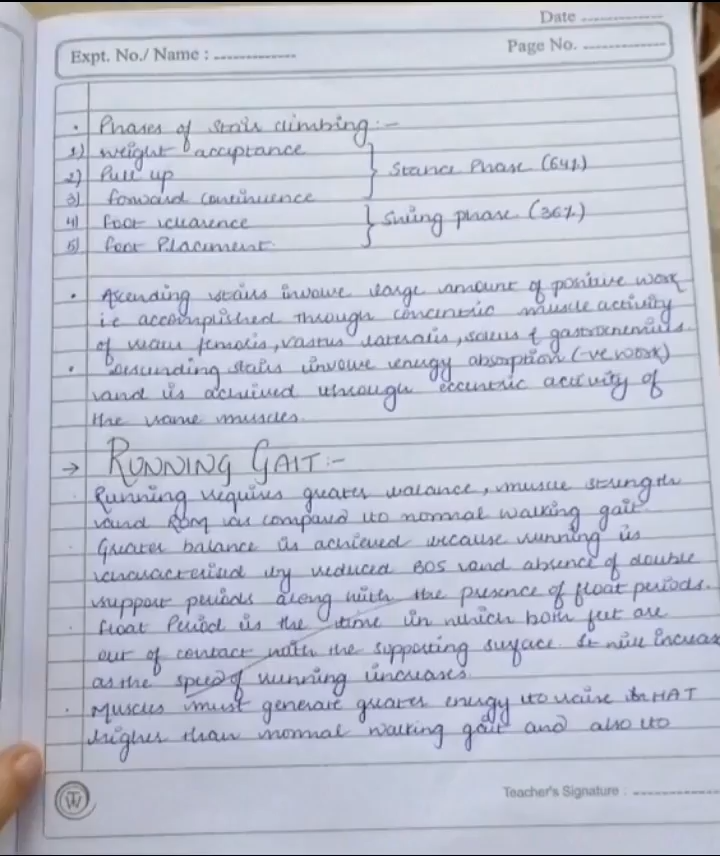 Date
Expt. No./ Name :
Page No.
• Phases of stair climbing :-
1) weight acceptance
2) Pull up
3) forward continuence
Stance Phase (64%)
4) foot clearence
5) foot Placement.
Swing phase (36%)
• Ascending stairs involve large amount of positive work
i.e accomplished through concentric muscle activity
of rectus femoris, vastus lateralis, soleus & gastrocnemius.
• Descending stairs involve energy absorption (-ve work)
and is achieved through eccentric activity of
the same muscles.
→ RUNNING GAIT :-
• Running requires greater balance, muscle strength
and ROM as compared to normal walking gait.
• Greater balance is achieved because running is
characterised by reduced BOS and absence of double
support periods along with the presence of float periods.
• float Period is the time in which both feet are
out of contact with the supporting surface. It will increas
as the speed of running increases.
• Muscles must generate greater energy to raise HAT
higher than normal walking gait and also to
Teacher's Signature :